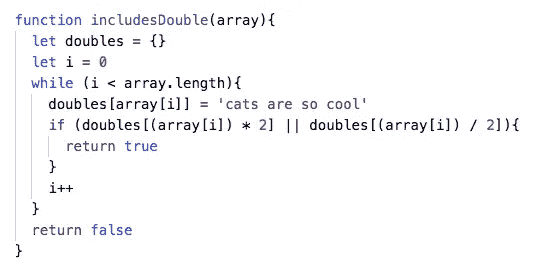 function includesDouble(array){
  let doubles = {}
  let i = 0
  while (i < array.length){
    doubles[array[i]] = 'cats are so cool'
    if (doubles[(array[i]) * 2] || doubles[(array[i]) / 2]){
      return true
    }
    i++
  }
  return false
}